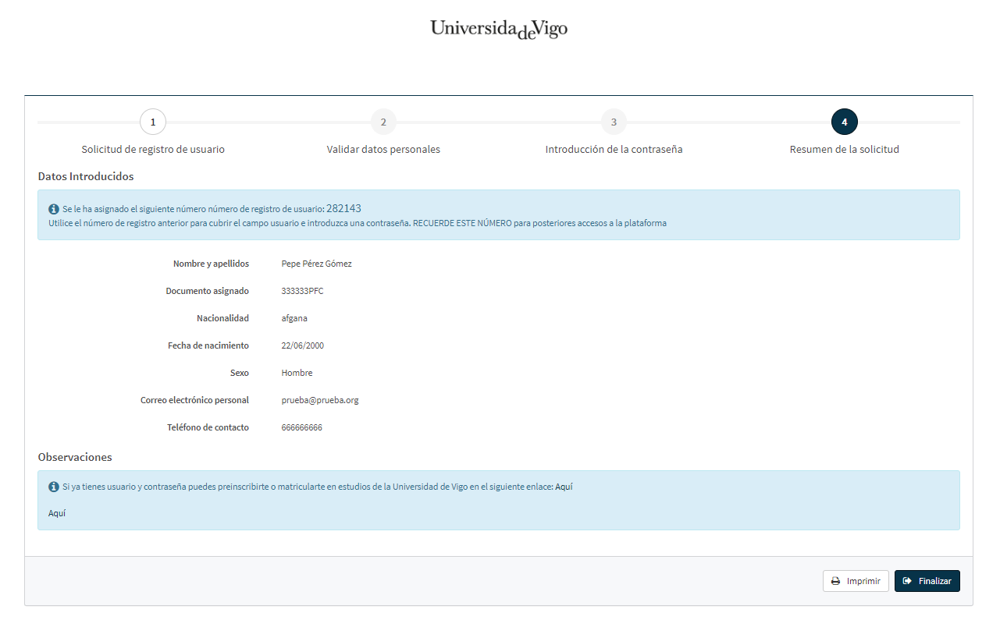 UniversidadeVigo
1
2
3
4
Solicitud de registro de usuario
Validar datos personales
Introducción de la contraseña
Resumen de la solicitud
Datos Introducidos
Se le ha asignado el siguiente número número de registro de usuario: 282143
Utilice el número de registro anterior para cubrir el campo usuario e introduzca una contraseña. RECUERDE ESTE NÚMERO para posteriores accesos a la plataforma
Nombre y apellidos Pepe Pérez Gómez
Documento asignado 333333PFC
Nacionalidad afgana
Fecha de nacimiento 22/06/2000
Sexo Hombre
Correo electrónico personal prueba@prueba.org
Teléfono de contacto 666666666
Observaciones
Si ya tienes usuario y contraseña puedes preinscribirte o matricularte en estudios de la Universidad de Vigo en el siguiente enlace: Aquí
Aquí
Imprimir
Finalizar